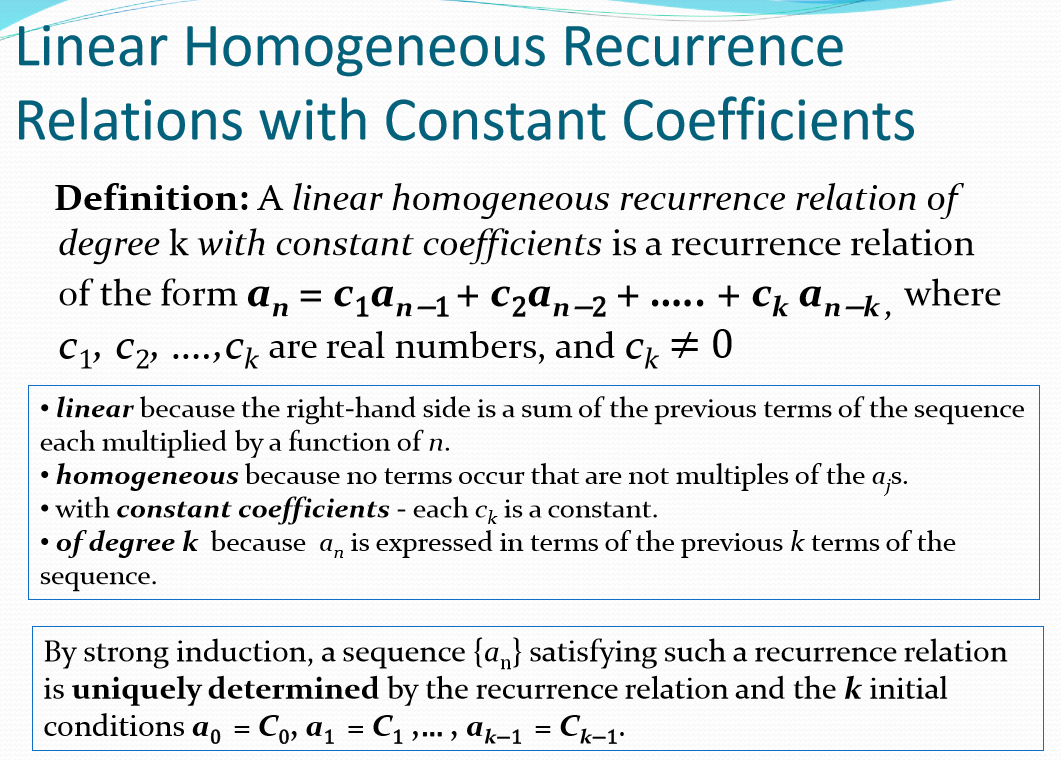 Linear Homogeneous Recurrence
Relations with Constant Coefficients
Definition: A linear homogeneous recurrence relation of
degree k with constant coefficients is a recurrence relation
of the form aₙ = c₁aₙ₋₁ + c₂aₙ₋₂ + ….. + cₖ aₙ₋ₖ , where
c₁, c₂, ….,cₖ are real numbers, and cₖ ≠ 0
• linear because the right-hand side is a sum of the previous terms of the sequence
each multiplied by a function of n.
• homogeneous because no terms occur that are not multiples of the aⱼs.
• with constant coefficients - each cₖ is a constant.
• of degree k because aₙ is expressed in terms of the previous k terms of the
sequence.
By strong induction, a sequence {aₙ} satisfying such a recurrence relation
is uniquely determined by the recurrence relation and the k initial
conditions a₀ = C₀, a₁ = C₁ ,… , aₖ₋₁ = Cₖ₋₁.